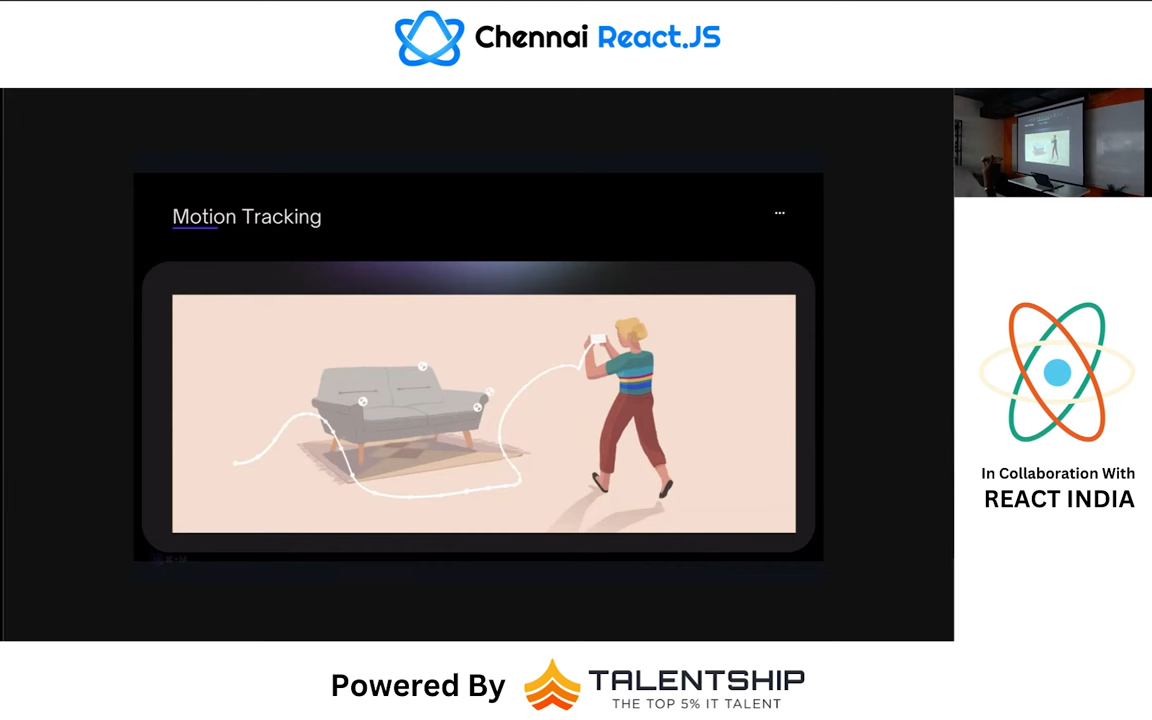 Chennai React.JS
Motion Tracking
In Collaboration With
REACT INDIA
Powered By
TALENTSHIP
THE TOP 5% IT TALENT